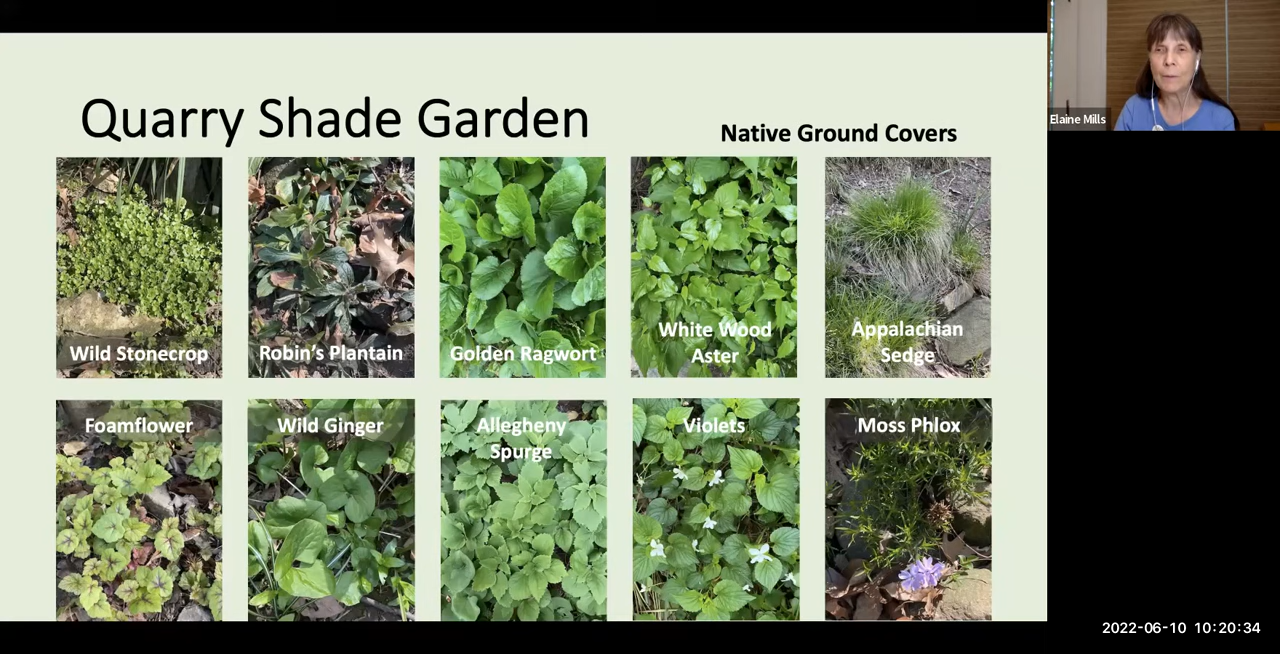 Elaine Mills
Quarry Shade Garden
Native Ground Covers
Wild Stonecrop
Robin's Plantain
Golden Ragwort
White Wood
Aster
Appalachian
Sedge
Foamflower
Wild Ginger
Allegheny
Spurge
Violets
Moss Phlox
2022-06-10 10:20:34